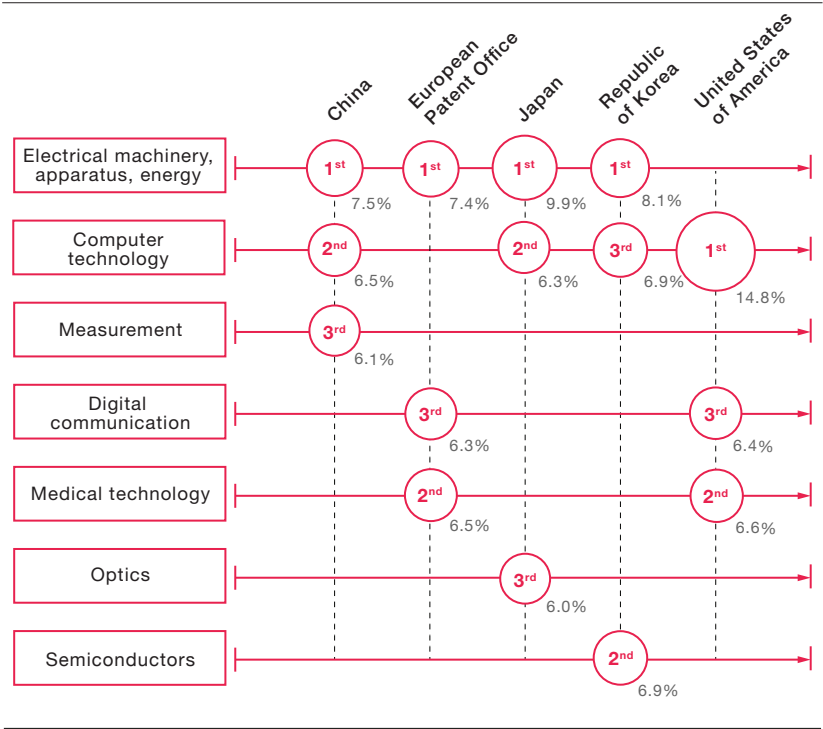 China
European
Patent Office
Japan
Republic
of Korea
United States
of America
Electrical machinery,
apparatus, energy
1st
1st
1st
1st
7.5%
7.4%
9.9%
8.1%
Computer
technology
2nd
2nd
3rd
1st
6.5%
6.3%
6.9%
14.8%
Measurement
3rd
6.1%
Digital
communication
3rd
3rd
6.3%
6.4%
Medical technology
2nd
2nd
6.5%
6.6%
Optics
3rd
6.0%
Semiconductors
2nd
6.9%